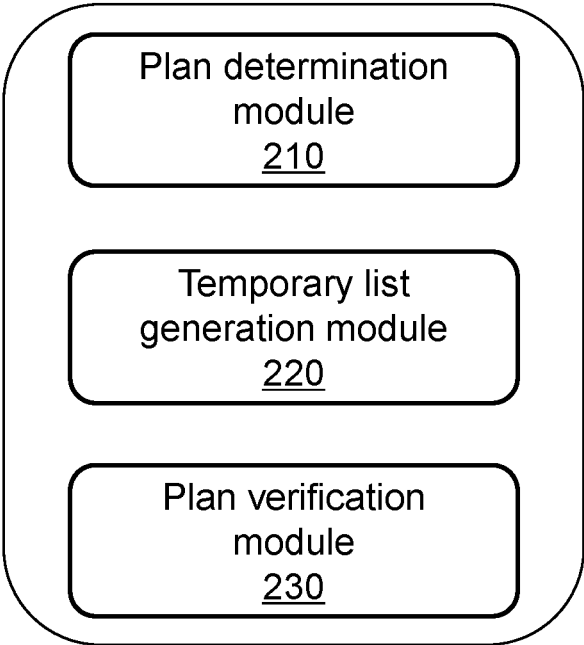 Plan determination
module
210
Temporary list
generation module
220
Plan verification
module
230